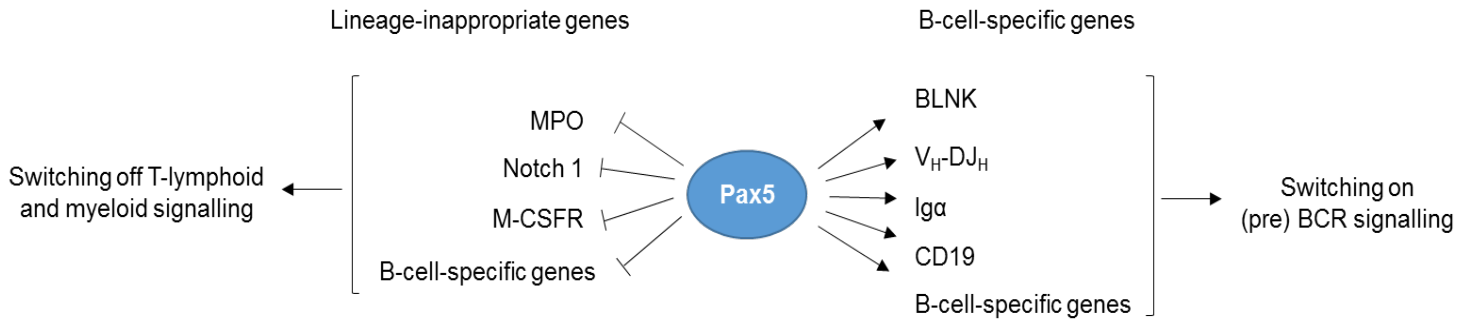 Lineage-inappropriate genes
B-cell-specific genes
MPO
Notch 1
M-CSFR
B-cell-specific genes
Switching off T-lymphoid
and myeloid signalling
Pax5
BLNK
VH-DJH
Igα
CD19
B-cell-specific genes
Switching on
(pre) BCR signalling